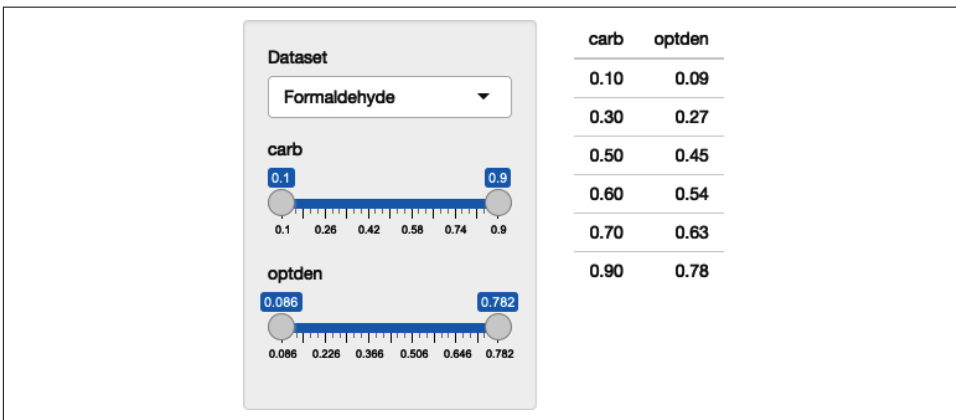 Dataset
Formaldehyde
carb
0.1 0.9
0.1 0.26 0.42 0.58 0.74 0.9
optden
0.086 0.782
0.086 0.226 0.366 0.506 0.646 0.782
carb optden
0.10 0.09
0.30 0.27
0.50 0.45
0.60 0.54
0.70 0.63
0.90 0.78